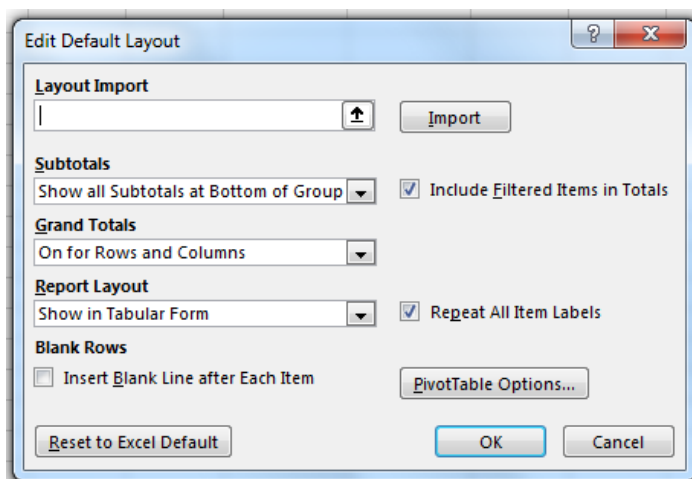 Edit Default Layout
Layout Import
Import
Subtotals
Show all Subtotals at Bottom of Group
Include Filtered Items in Totals
Grand Totals
On for Rows and Columns
Report Layout
Show in Tabular Form
Repeat All Item Labels
Blank Rows
Insert Blank Line after Each Item
PivotTable Options...
Reset to Excel Default
OK
Cancel